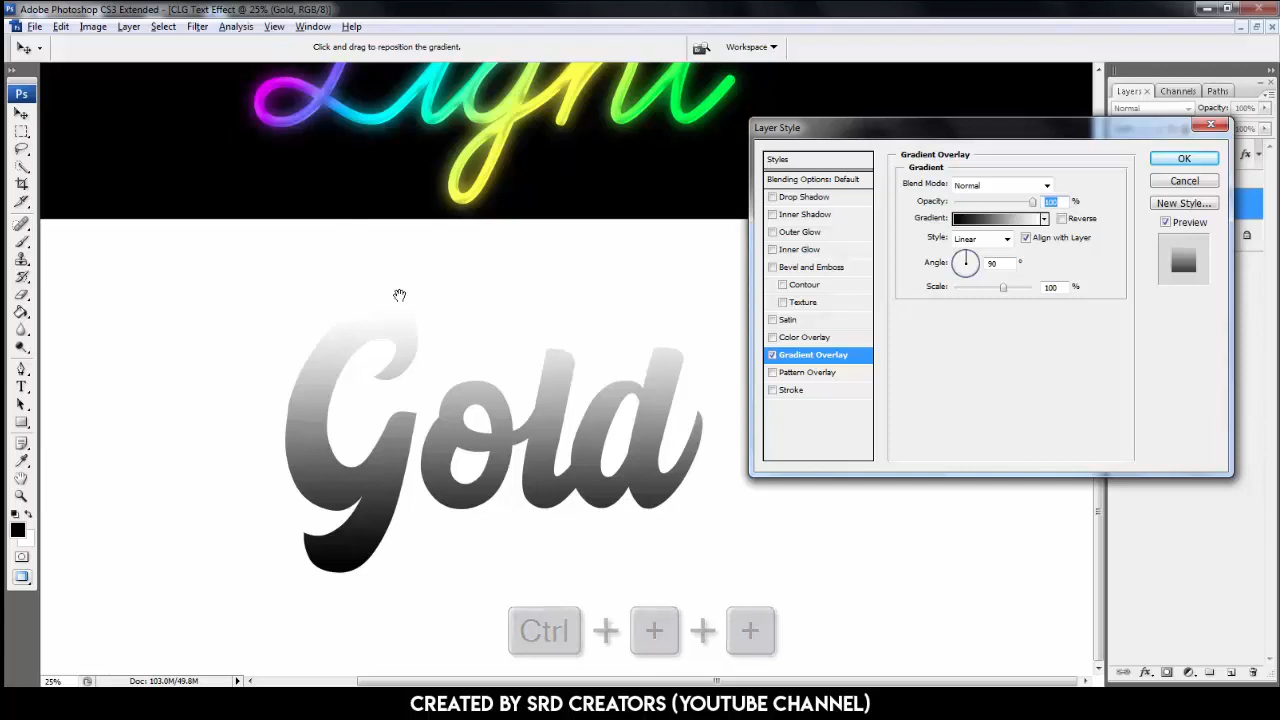 Adobe Photoshop CS3 Extended - [CLG Text Effect @ 25% (Gold, RGB/8)]
File Edit Image Layer Select Filter Analysis View Window Help
Click and drag to reposition the gradient.
Workspace
Ps
Light
Gold
Layer Style
Styles
Blending Options: Default
Drop Shadow
Inner Shadow
Outer Glow
Inner Glow
Bevel and Emboss
Contour
Texture
Satin
Color Overlay
Gradient Overlay
Pattern Overlay
Stroke
Gradient Overlay
Gradient
Blend Mode: Normal
Opacity: 100 %
Gradient: Reverse
Style: Linear Align with Layer
Angle: 90 °
Scale: 100 %
OK
Cancel
New Style...
Preview
Layers x Channels Paths
Normal Opacity: 100%
100%
fx
Ctrl + + + +
25% Doc: 103.0M/49.8M
CREATED BY SRD CREATORS (YOUTUBE CHANNEL)